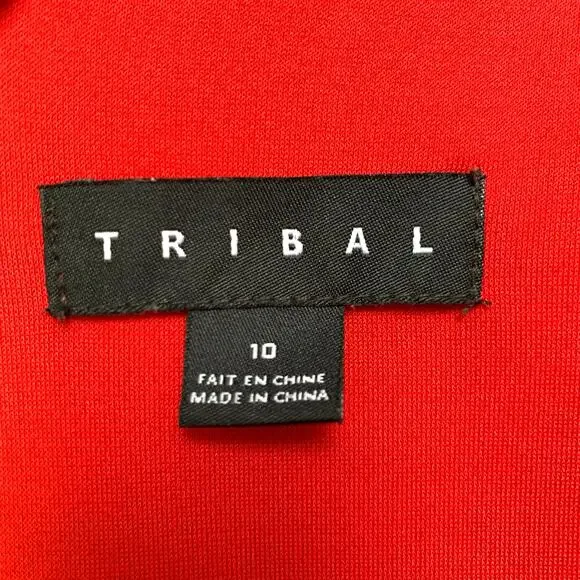 TRIBAL
10
FAIT EN CHINE
MADE IN CHINA